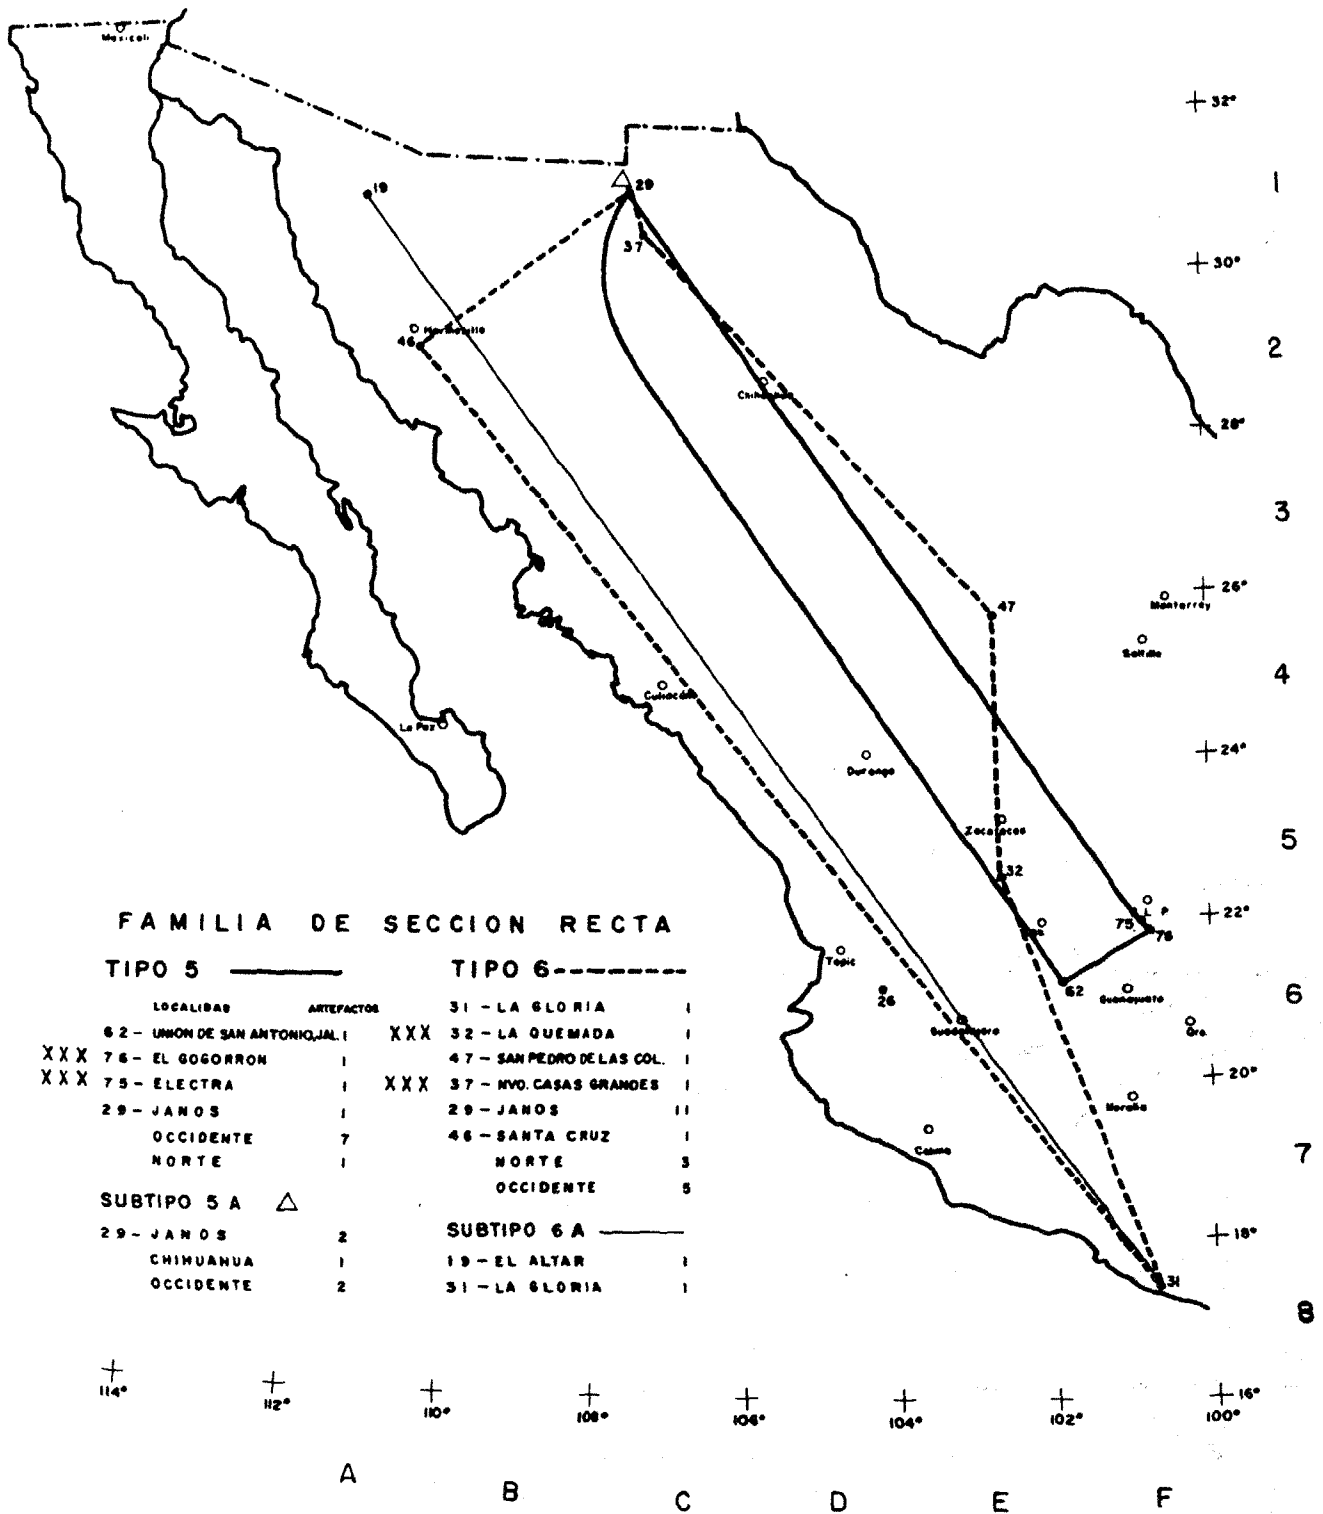 Mexicali
32°
1
19
29
37
30°
Hermosillo
46
2
Chihuahua
28°
3
26°
47
Monterrey
Saltillo
4
Culiacán
La Paz
24°
Durango
Zacatecas
5
32
22°
P
75
76
FAMILIA DE SECCION RECTA
Tepic
62
Guanajuato
6
26
Guadalajara
Qro.
20°
Morelia
Colima
7
18°
31
8
TIPO 5
LOCALIDAD ARTEFACTOS
62- UNION DE SAN ANTONIO,JAL. 1
XXX 76- EL GOGORRON 1
XXX 75- ELECTRA 1
29- JANOS 1
OCCIDENTE 7
NORTE 1
SUBTIPO 5 A △
29- JANOS 2
CHIHUAHUA 1
OCCIDENTE 2
TIPO 6
31 - LA GLORIA 1
XXX 32 - LA QUEMADA 1
47 - SAN PEDRO DE LAS COL. 1
XXX 37 - NVO. CASAS GRANDES 1
29 - JANOS 11
46 - SANTA CRUZ 1
NORTE 3
OCCIDENTE 5
SUBTIPO 6 A
19 - EL ALTAR 1
31 - LA GLORIA 1
114° 112° 110° 108° 106° 104° 102° 100°
16°
A B C D E F